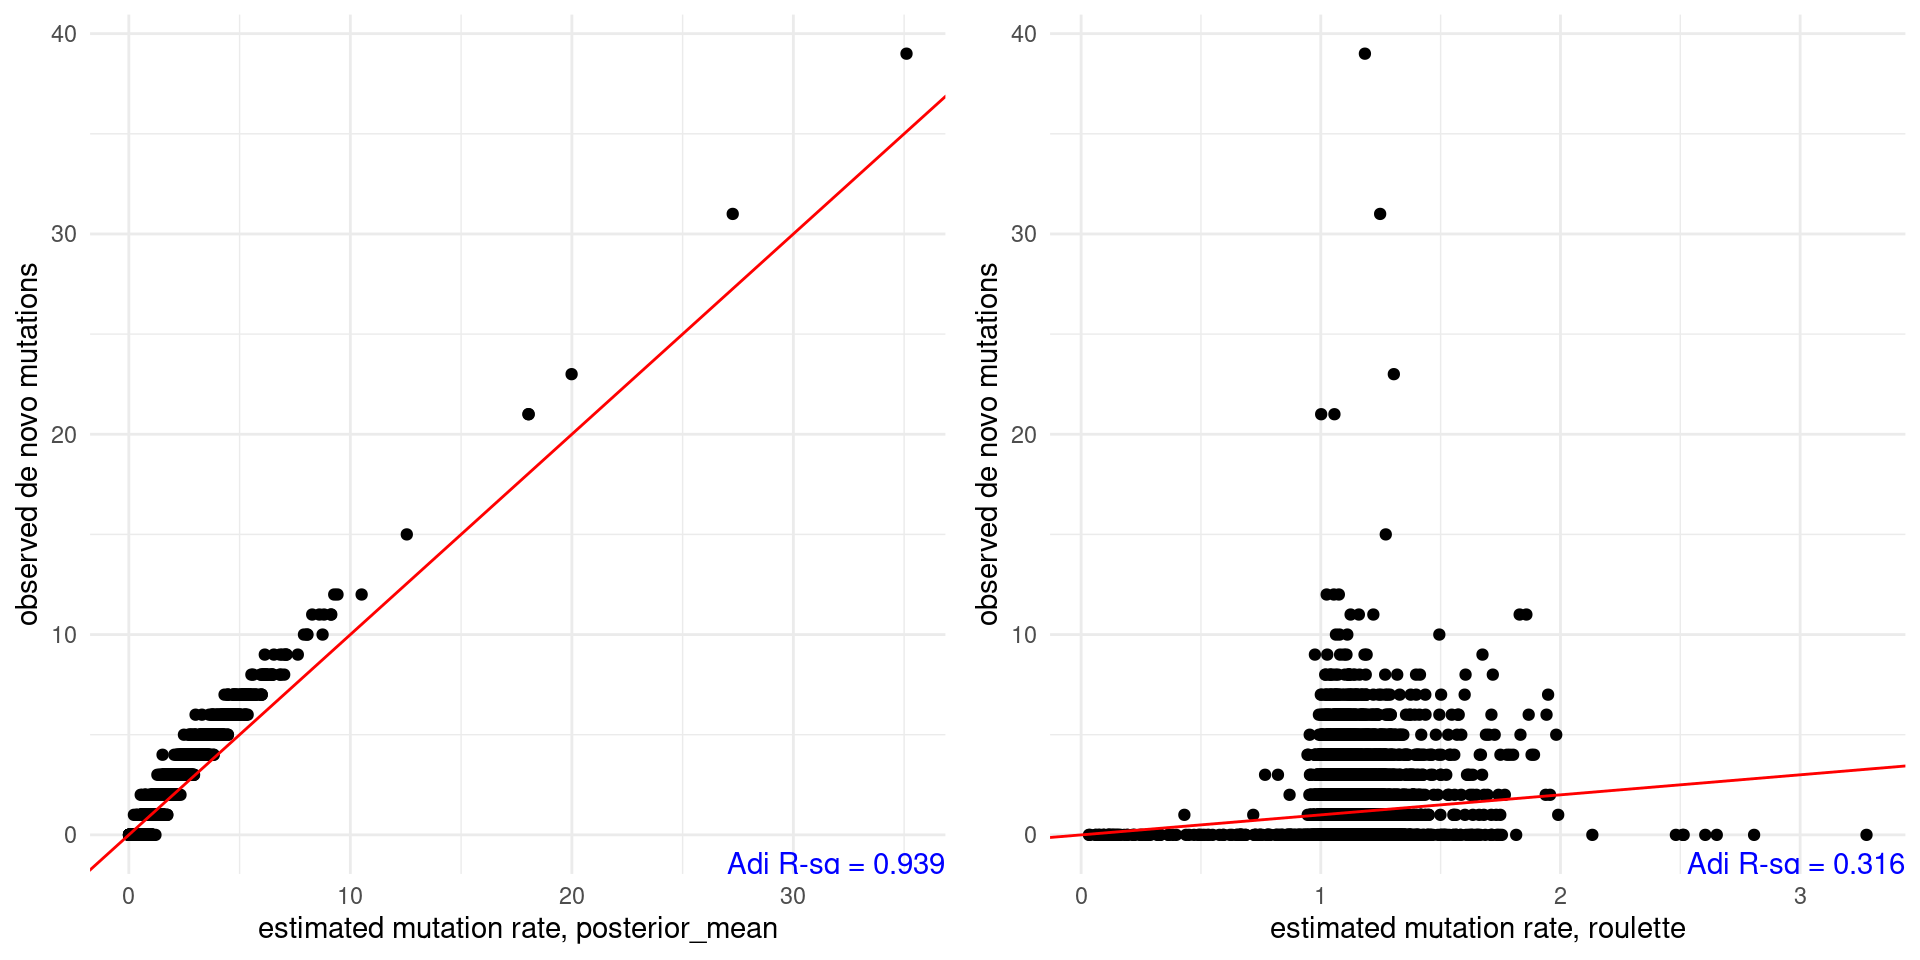 40
30
20
10
0
observed de novo mutations
Adj R-sq = 0.939
0 10 20 30
estimated mutation rate, posterior_mean
40
30
20
10
0
observed de novo mutations
Adj R-sq = 0.316
0 1 2 3
estimated mutation rate, roulette